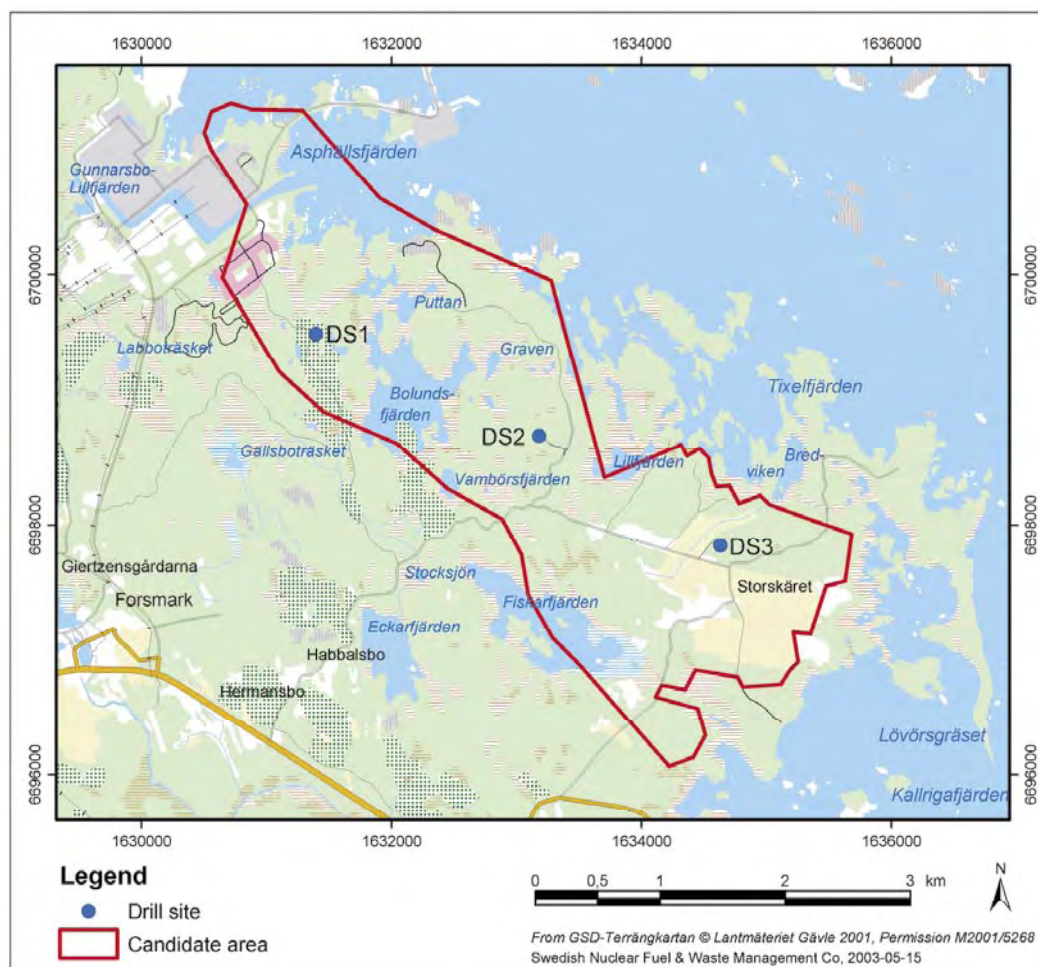 1630000 1632000 1634000 1636000
Asphällsfjärden
Gunnarsbo-
Lillfjärden
6700000 6700000
Puttan
DS1
Labboträsket
Graven
Tixelfjärden
Bolunds-
fjärden
DS2
Gällsboträsket
Lillfjärden
Bred-
viken
Vambörsfjärden
6698000 6698000
DS3
Giertzensgårdarna
Stocksjön
Storskäret
Forsmark
Fiskarfjärden
Eckarfjärden
Habbalsbo
Hermansbo
Lövörsgräset
6696000 6696000
Kallrigafjärden
1630000 1632000 1634000 1636000
Legend
Drill site
Candidate area
0 0,5 1 2 3 km
N
From GSD-Terrängkartan © Lantmäteriet Gävle 2001, Permission M2001/5268
Swedish Nuclear Fuel & Waste Management Co, 2003-05-15